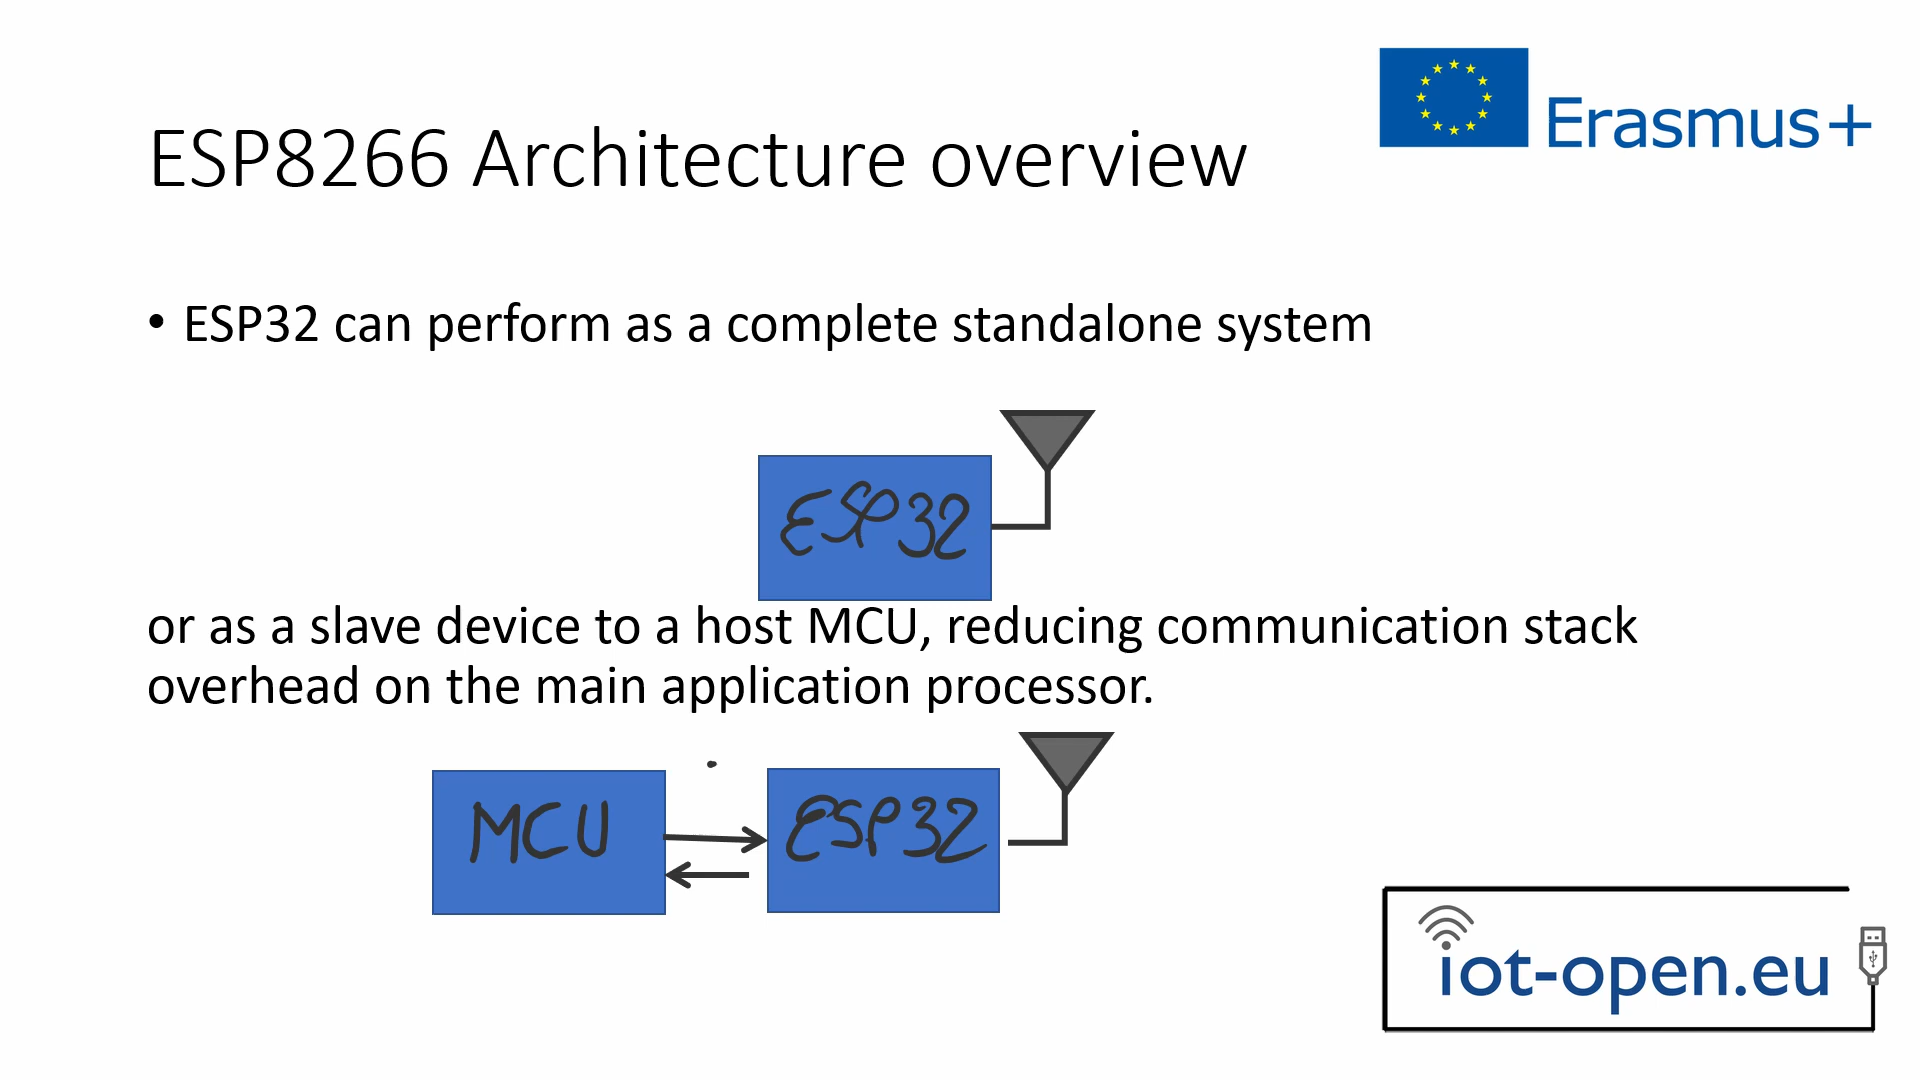 Erasmus+
ESP8266 Architecture overview
• ESP32 can perform as a complete standalone system
ESP32
or as a slave device to a host MCU, reducing communication stack
overhead on the main application processor.
MCU
ESP32
iot-open.eu